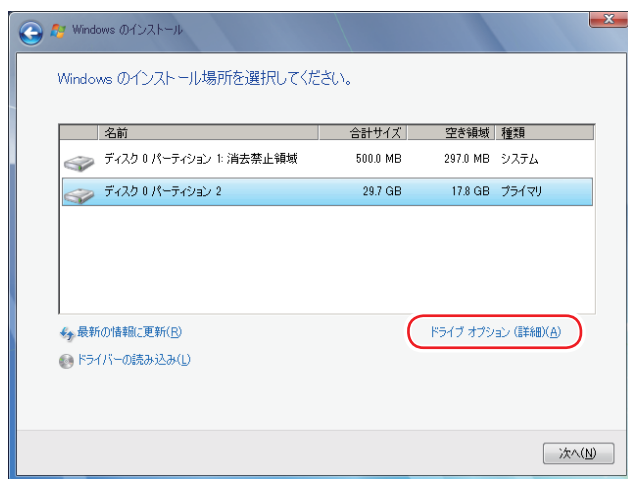 Windows のインストール
Windows のインストール場所を選択してください。
名前 合計サイズ 空き領域 種類
ディスク 0 パーティション 1: 消去禁止領域 500.0 MB 297.0 MB システム
ディスク 0 パーティション 2 29.7 GB 17.8 GB プライマリ
最新の情報に更新(R) ドライブ オプション (詳細)(A)
ドライバーの読み込み(L)
次へ(N)